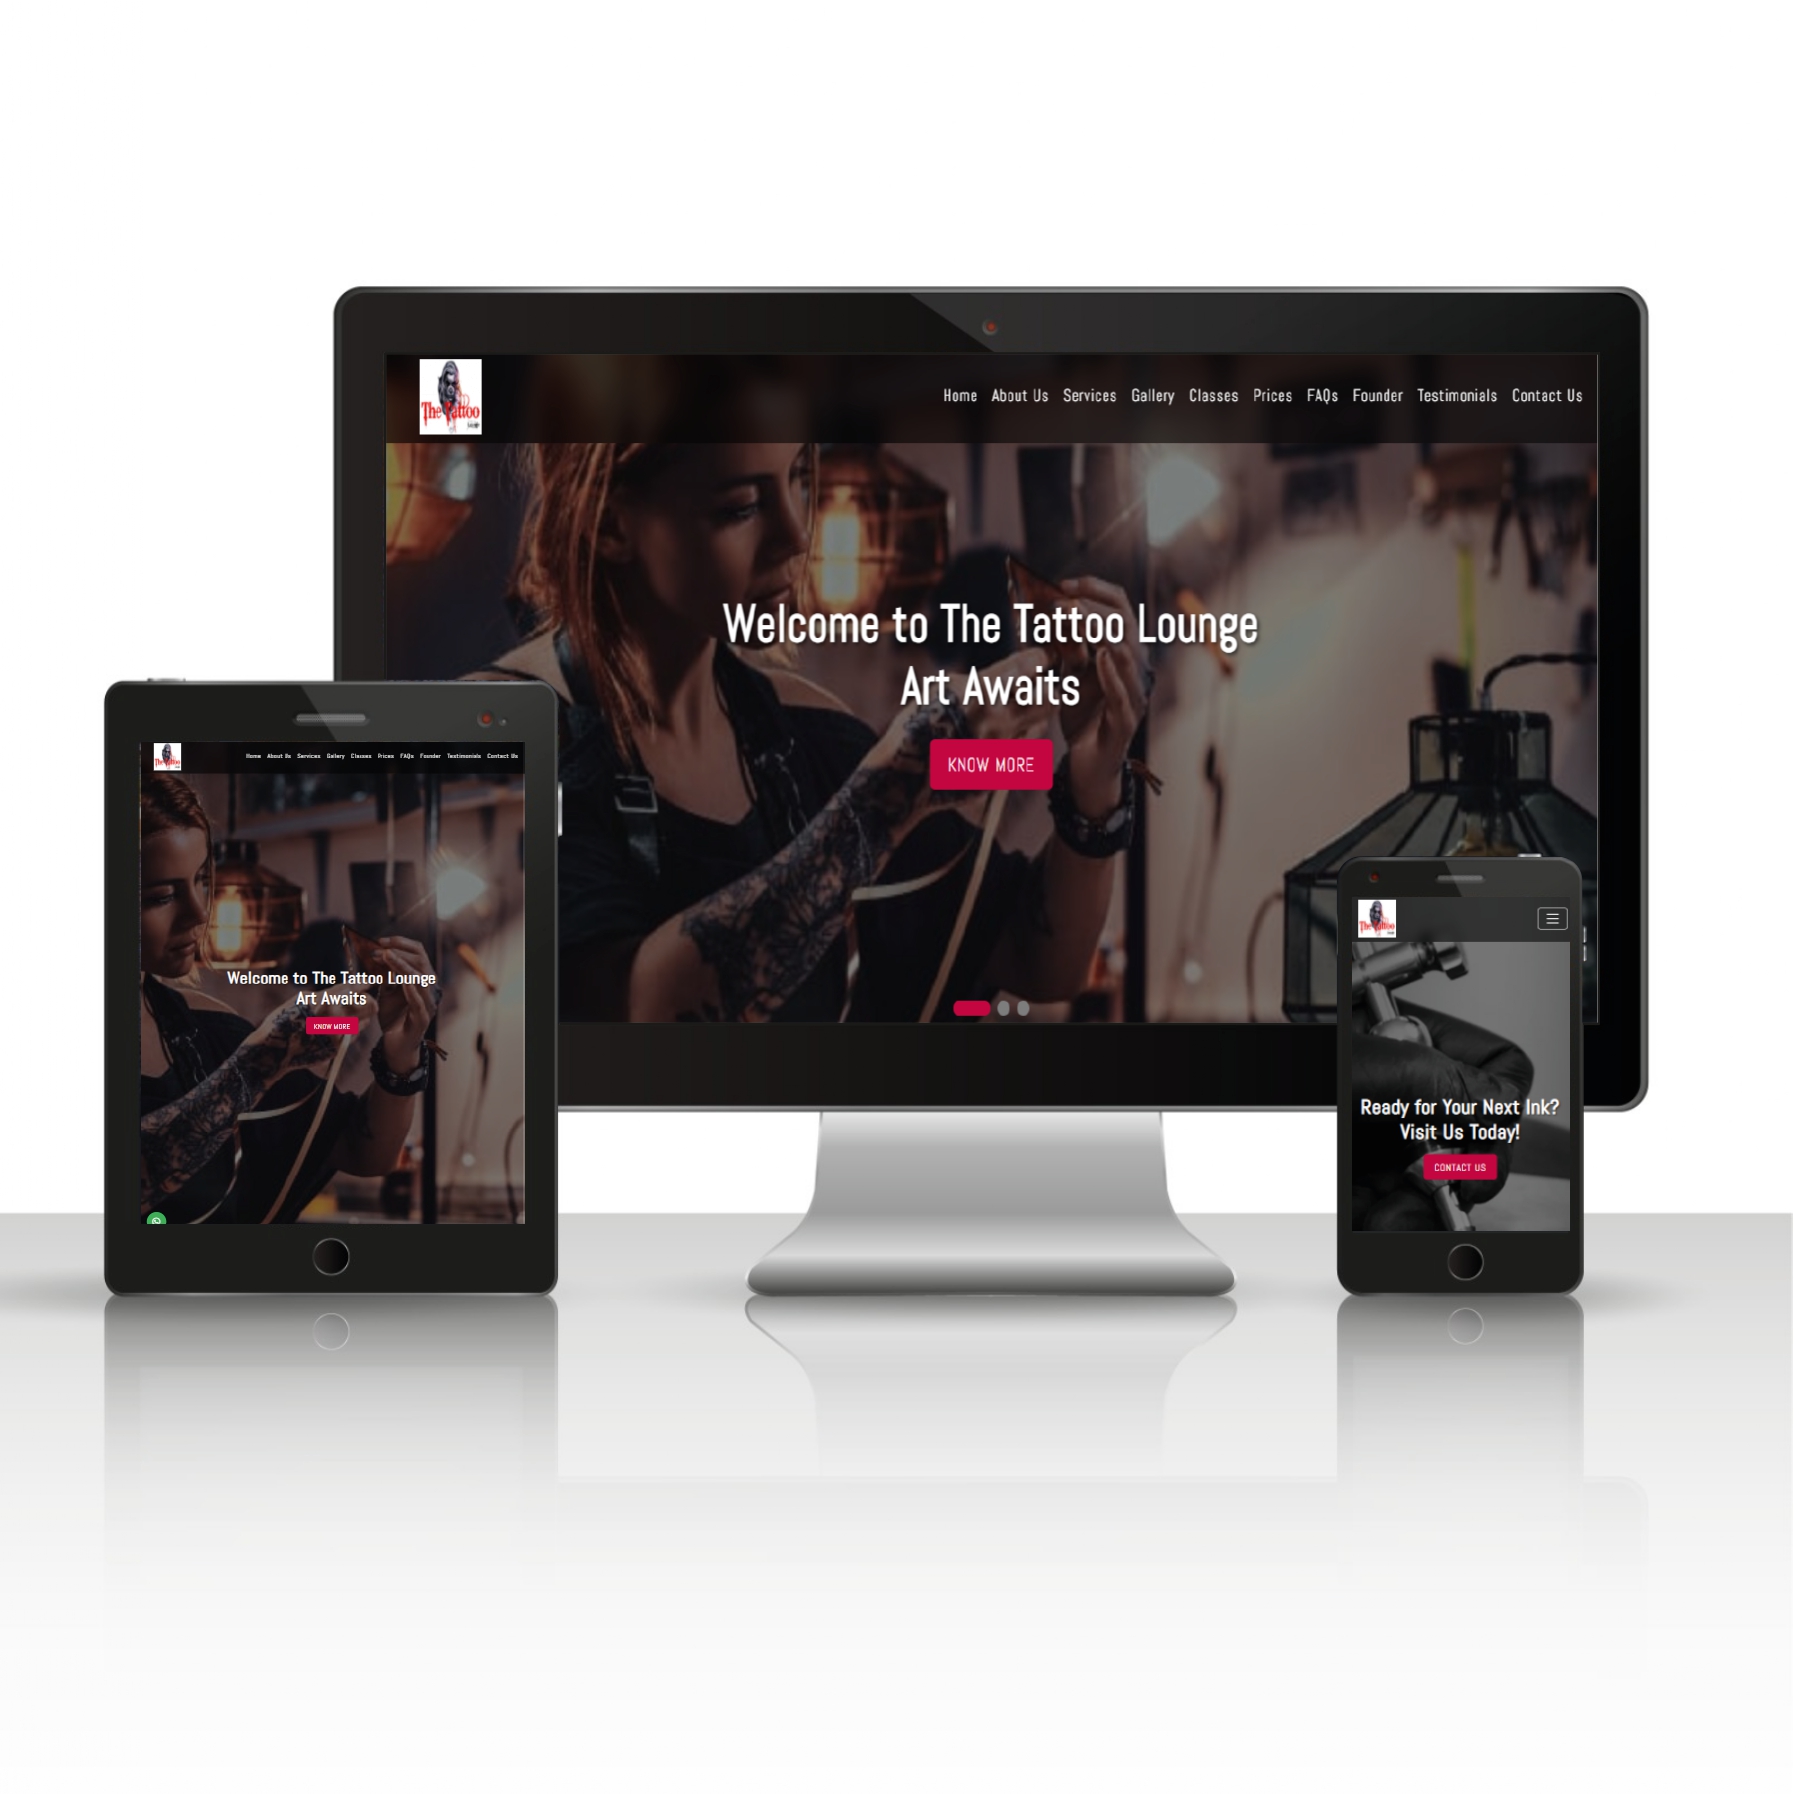 The Tattoo
Home About Us Services Gallery Classes Prices FAQs Founder Testimonials Contact Us
Welcome to The Tattoo Lounge
Art Awaits
KNOW MORE
The Tattoo
Home About Us Services Gallery Classes Prices FAQs Founder Testimonials Contact Us
Welcome to The Tattoo Lounge
Art Awaits
KNOW MORE
The Tattoo
Ready for Your Next Ink?
Visit Us Today!
CONTACT US